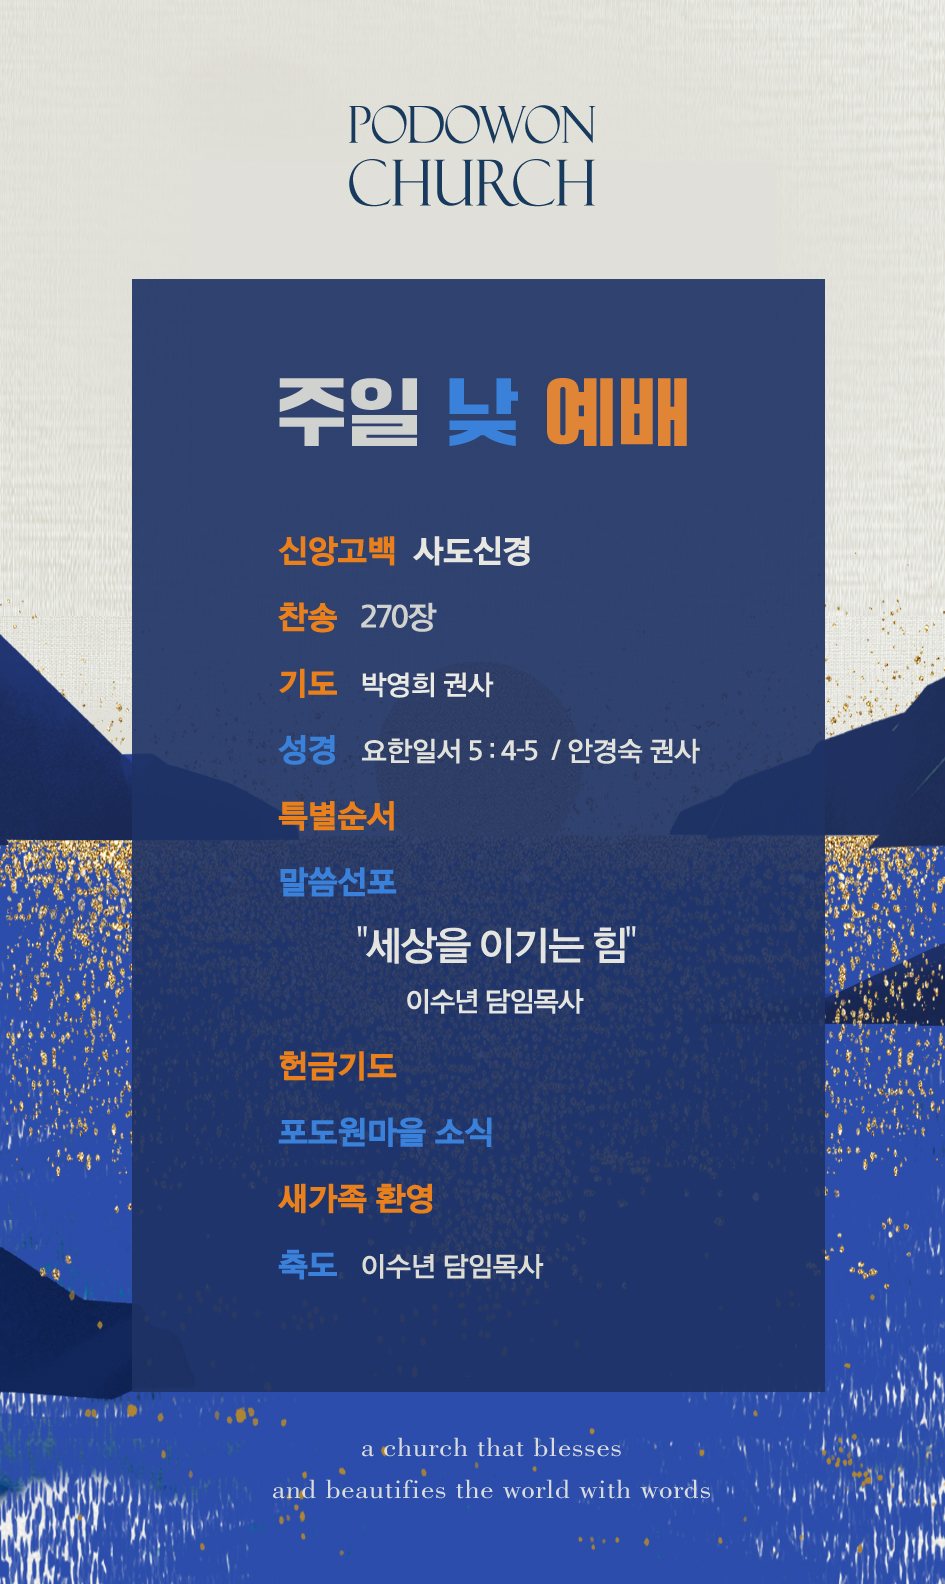 PODOWON
CHURCH
주일 낮 예배
신앙고백 사도신경
찬송 270장
기도 박영희 권사
성경 요한일서 5 : 4-5 / 안경숙 권사
특별순서
말씀선포
"세상을 이기는 힘"
이수년 담임목사
헌금기도
포도원마을 소식
새가족 환영
축도 이수년 담임목사
a church that blesses
and beautifies the world with words